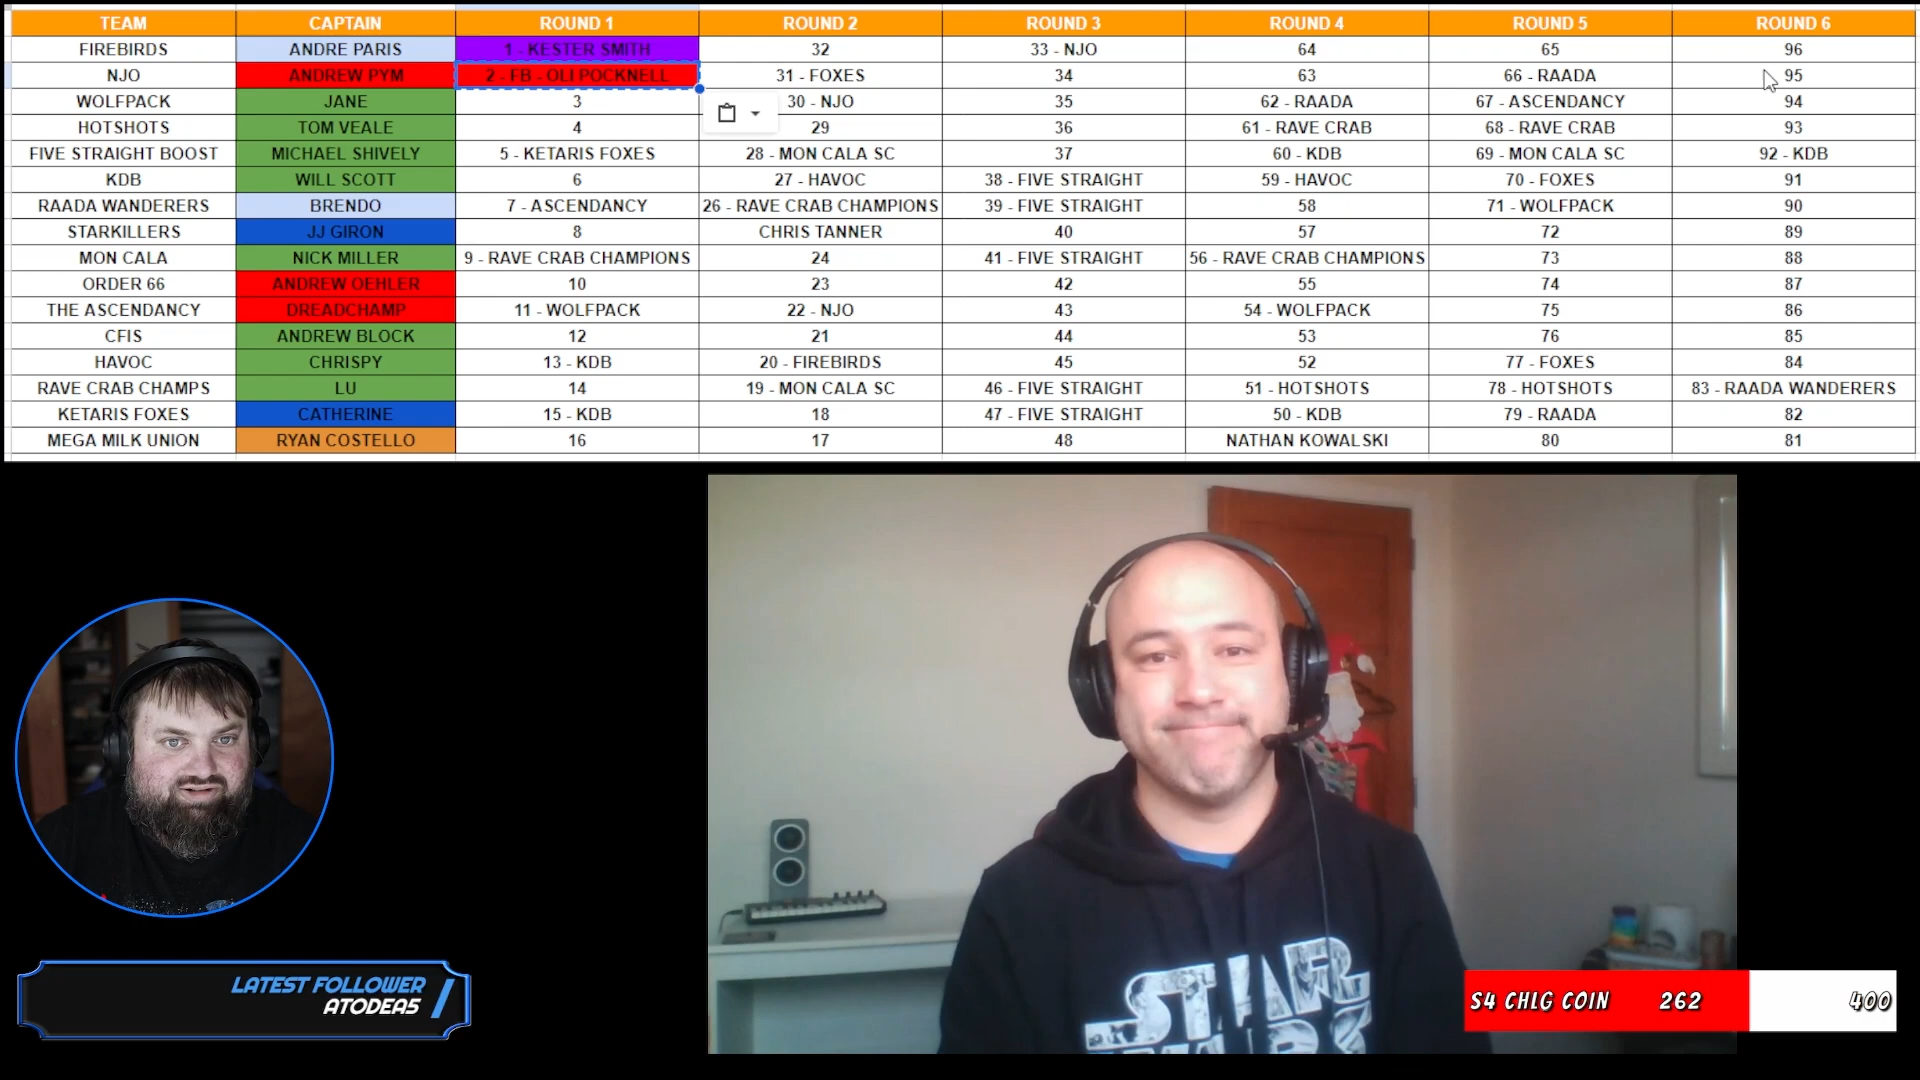 TEAM CAPTAIN ROUND 1 ROUND 2 ROUND 3 ROUND 4 ROUND 5 ROUND 6
FIREBIRDS ANDRE PARIS 1 - KESTER SMITH 32 33 - NJO 64 65 96
NJO ANDREW PYM 2 - FB - OLI POCKNELL 31 - FOXES 34 63 66 - RAADA 95
WOLFPACK JANE 3 30 - NJO 35 62 - RAADA 67 - ASCENDANCY 94
HOTSHOTS TOM VEALE 4 29 36 61 - RAVE CRAB 68 - RAVE CRAB 93
FIVE STRAIGHT BOOST MICHAEL SHIVELY 5 - KETARIS FOXES 28 - MON CALA SC 37 60 - KDB 69 - MON CALA SC 92 - KDB
KDB WILL SCOTT 6 27 - HAVOC 38 - FIVE STRAIGHT 59 - HAVOC 70 - FOXES 91
RAADA WANDERERS BRENDO 7 - ASCENDANCY 26 - RAVE CRAB CHAMPIONS 39 - FIVE STRAIGHT 58 71 - WOLFPACK 90
STARKILLERS JJ GIRON 8 CHRIS TANNER 40 57 72 89
MON CALA NICK MILLER 9 - RAVE CRAB CHAMPIONS 24 41 - FIVE STRAIGHT 56 - RAVE CRAB CHAMPIONS 73 88
ORDER 66 ANDREW OEHLER 10 23 42 55 74 87
THE ASCENDANCY DREADCHAMP 11 - WOLFPACK 22 - NJO 43 54 - WOLFPACK 75 86
CFIS ANDREW BLOCK 12 21 44 53 76 85
HAVOC CHRISPY 13 - KDB 20 - FIREBIRDS 45 52 77 - FOXES 84
RAVE CRAB CHAMPS LU 14 19 - MON CALA SC 46 - FIVE STRAIGHT 51 - HOTSHOTS 78 - HOTSHOTS 83 - RAADA WANDERERS
KETARIS FOXES CATHERINE 15 - KDB 18 47 - FIVE STRAIGHT 50 - KDB 79 - RAADA 82
MEGA MILK UNION RYAN COSTELLO 16 17 48 NATHAN KOWALSKI 80 81
STAR
LATEST FOLLOWER
ATODEA5
S4 CHLG COIN 262 400